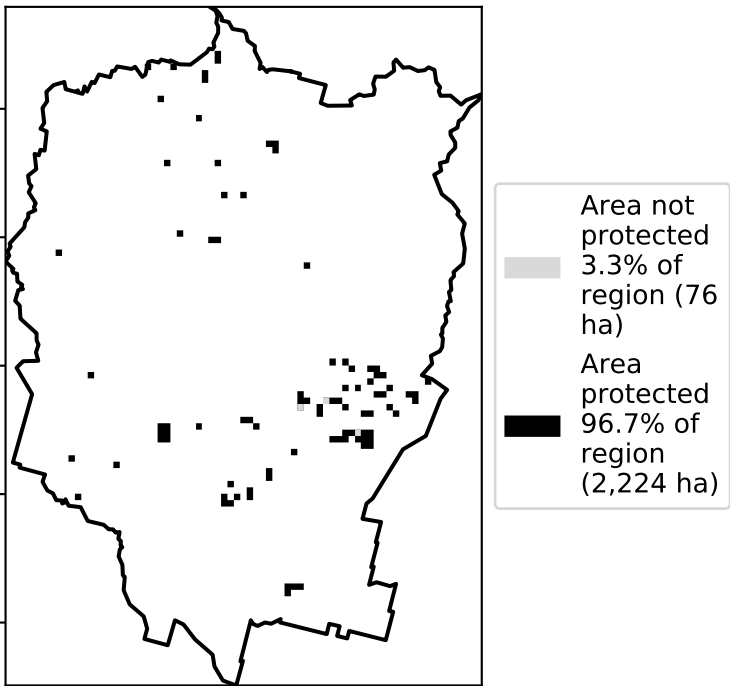 Area not
protected
3.3% of
region (76
ha)
Area
protected
96.7% of
region
(2,224 ha)